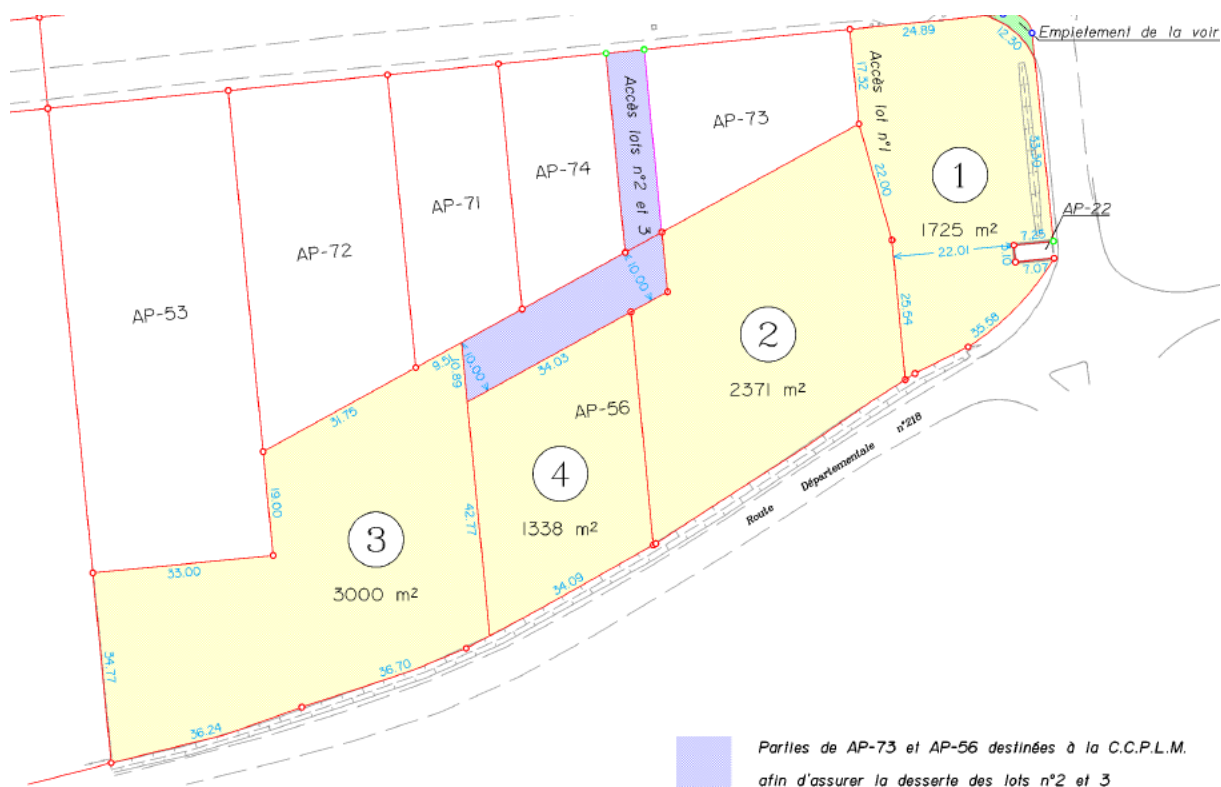 24.89
12.30
Empietement de la voir
Accès lot n°1
17.32
Accès lots n°2 et 3
AP-73
AP-74
AP-71
AP-72
AP-53
33.30
1
1725 m²
AP-22
7.25
3.10
7.07
22.00
22.01
25.54
35.58
10.00
2
2371 m²
9.51
10.89
10.00
34.03
AP-56
31.75
19.00
33.00
42.77
4
1338 m²
3
3000 m²
34.09
34.77
36.70
36.24
Route Départementale n°218
Parties de AP-73 et AP-56 destinées à la C.C.P.L.M.
afin d'assurer la desserte des lots n°2 et 3